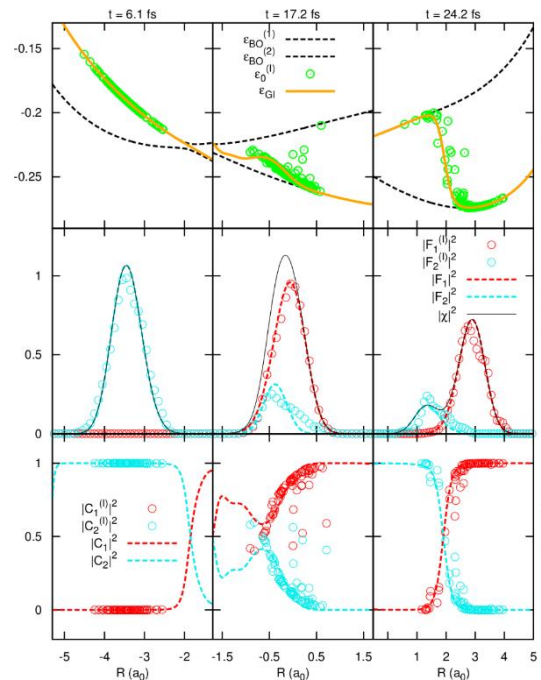 t = 6.1 fs t = 17.2 fs t = 24.2 fs
-0.15
-0.2
-0.25
ε_BO^(1)
ε_BO^(2)
ε_0^(I)
ε_GI
1
0.5
0
|F_1^(I)|^2
|F_2^(I)|^2
|F_1|^2
|F_2|^2
|χ|^2
1
0.5
0
|C_1^(I)|^2
|C_2^(I)|^2
|C_1|^2
|C_2|^2
-5 -4 -3 -2 -1.5 -0.5 0.5 1.5 0 1 2 3 4 5
R (a_0) R (a_0) R (a_0)